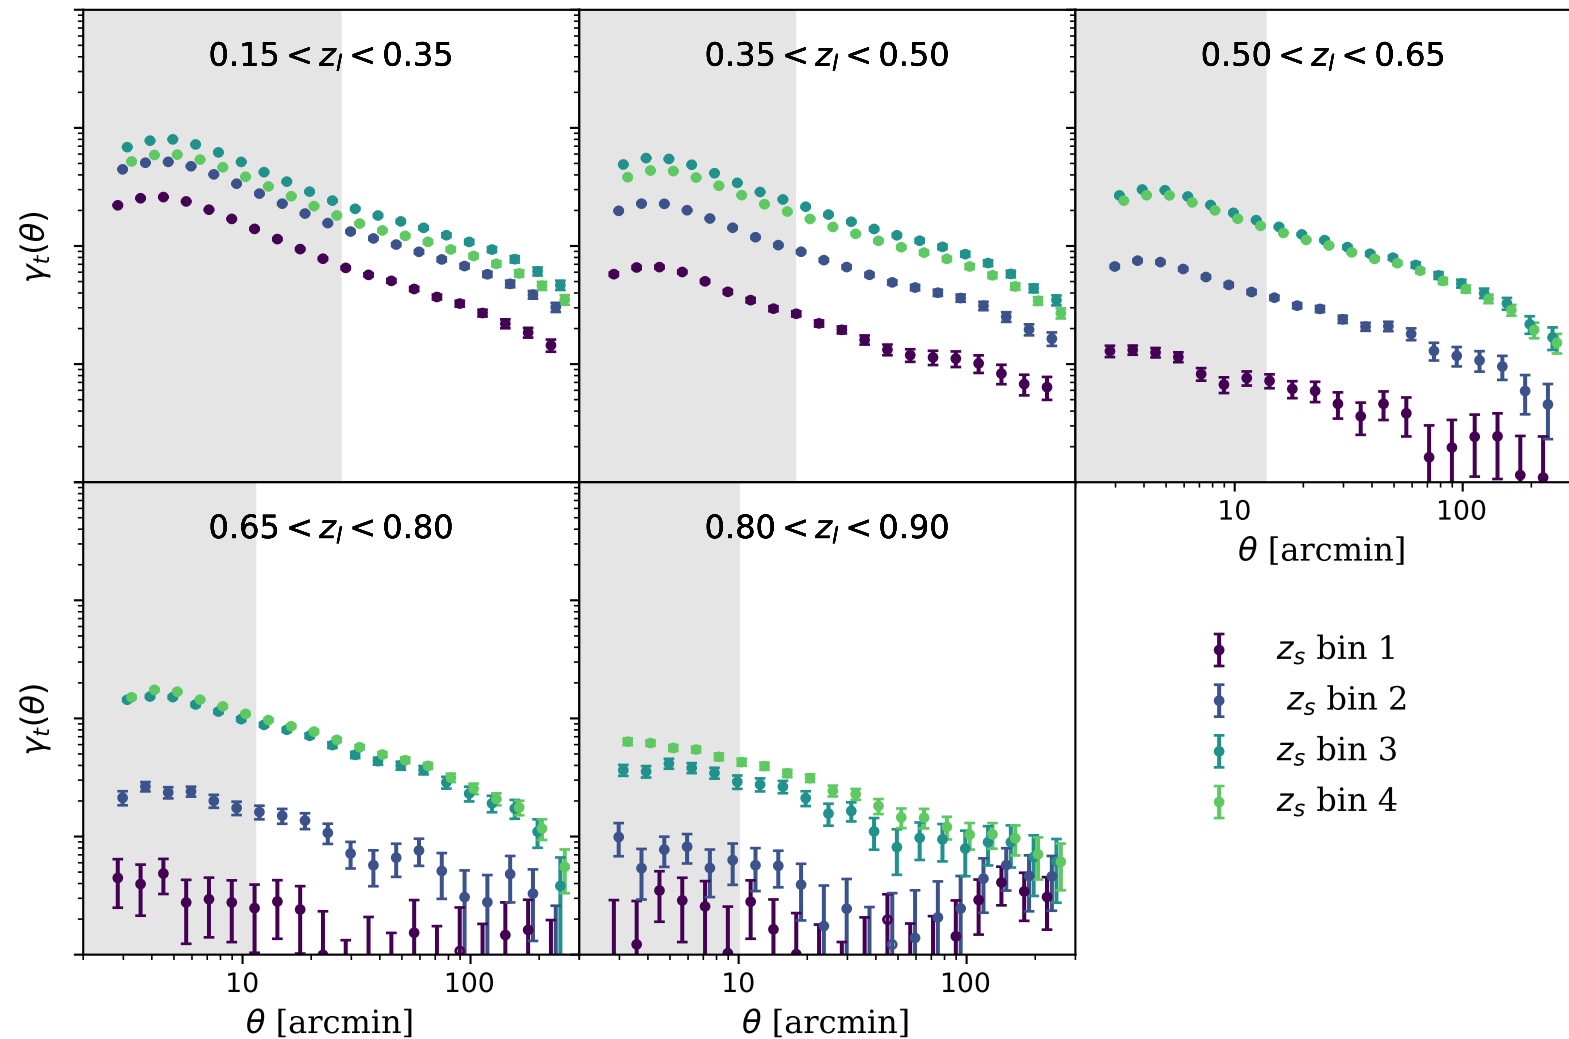 0.15 < z_l < 0.35
0.35 < z_l < 0.50
0.50 < z_l < 0.65
γ_t(θ)
10 100
θ [arcmin]
0.65 < z_l < 0.80
0.80 < z_l < 0.90
γ_t(θ)
z_s bin 1
z_s bin 2
z_s bin 3
z_s bin 4
10 100
10 100
θ [arcmin]
θ [arcmin]